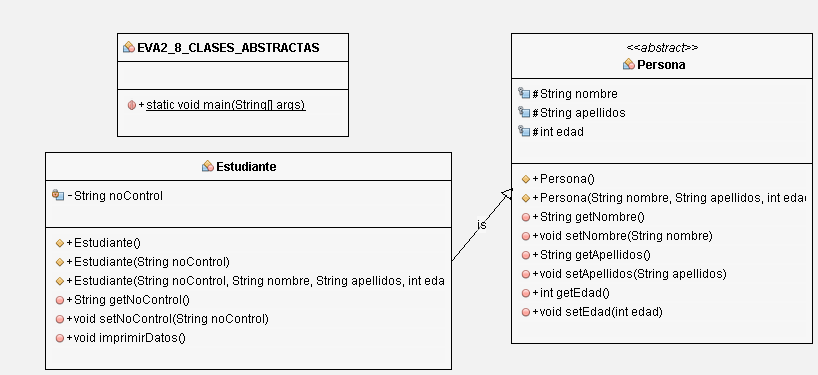 EVA2_8_CLASES_ABSTRACTAS
+static void main(String[] args)
Estudiante
-String noControl
+Estudiante()
+Estudiante(String noControl)
+Estudiante(String noControl, String nombre, String apellidos, int eda
+String getNoControl()
+void setNoControl(String noControl)
+void imprimirDatos()
is
<<abstract>>
Persona
#String nombre
#String apellidos
#int edad
+Persona()
+Persona(String nombre, String apellidos, int eda
+String getNombre()
+void setNombre(String nombre)
+String getApellidos()
+void setApellidos(String apellidos)
+int getEdad()
+void setEdad(int edad)